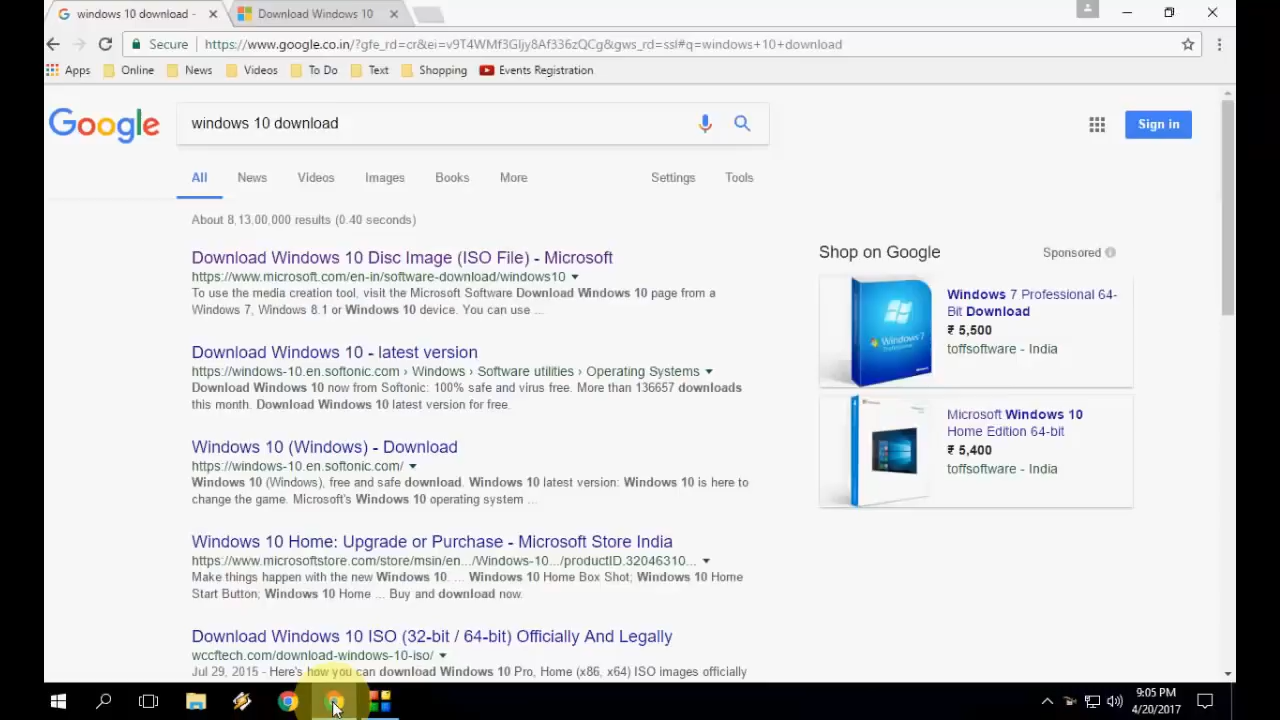 windows 10 download -
Download Windows 10
Secure
https://www.google.co.in/?gfe_rd=cr&ei=v9T4WMf3GIjy8Af336zQCg&gws_rd=ssl#q=windows+10+download
Apps Online News Videos To Do Text Shopping Events Registration
Google
windows 10 download
Sign in
All News Videos Images Books More Settings Tools
About 8,13,00,000 results (0.40 seconds)
Download Windows 10 Disc Image (ISO File) - Microsoft
https://www.microsoft.com/en-in/software-download/windows10
To use the media creation tool, visit the Microsoft Software Download Windows 10 page from a
Windows 7, Windows 8.1 or Windows 10 device. You can use ...
Download Windows 10 - latest version
https://windows-10.en.softonic.com › Windows › Software utilities › Operating Systems
Download Windows 10 now from Softonic: 100% safe and virus free. More than 136657 downloads
this month. Download Windows 10 latest version for free.
Windows 10 (Windows) - Download
https://windows-10.en.softonic.com/
Windows 10 (Windows), free and safe download. Windows 10 latest version: Windows 10 is here to
change the game. Microsoft's Windows 10 operating system ...
Windows 10 Home: Upgrade or Purchase - Microsoft Store India
https://www.microsoftstore.com/store/msin/en.../Windows-10.../productID.32046310...
Make things happen with the new Windows 10. ... Windows 10 Home Box Shot; Windows 10 Home
Start Button; Windows 10 Home ... Buy and download now.
Download Windows 10 ISO (32-bit / 64-bit) Officially And Legally
wccftech.com/download-windows-10-iso/
Jul 29, 2015 - Here's how you can download Windows 10 Pro, Home (x86, x64) ISO images officially
Shop on Google
Sponsored
Windows 7 Professional 64-
Bit Download
₹ 5,500
toffsoftware - India
Microsoft Windows 10
Home Edition 64-bit
₹ 5,400
toffsoftware - India
9:05 PM
4/20/2017